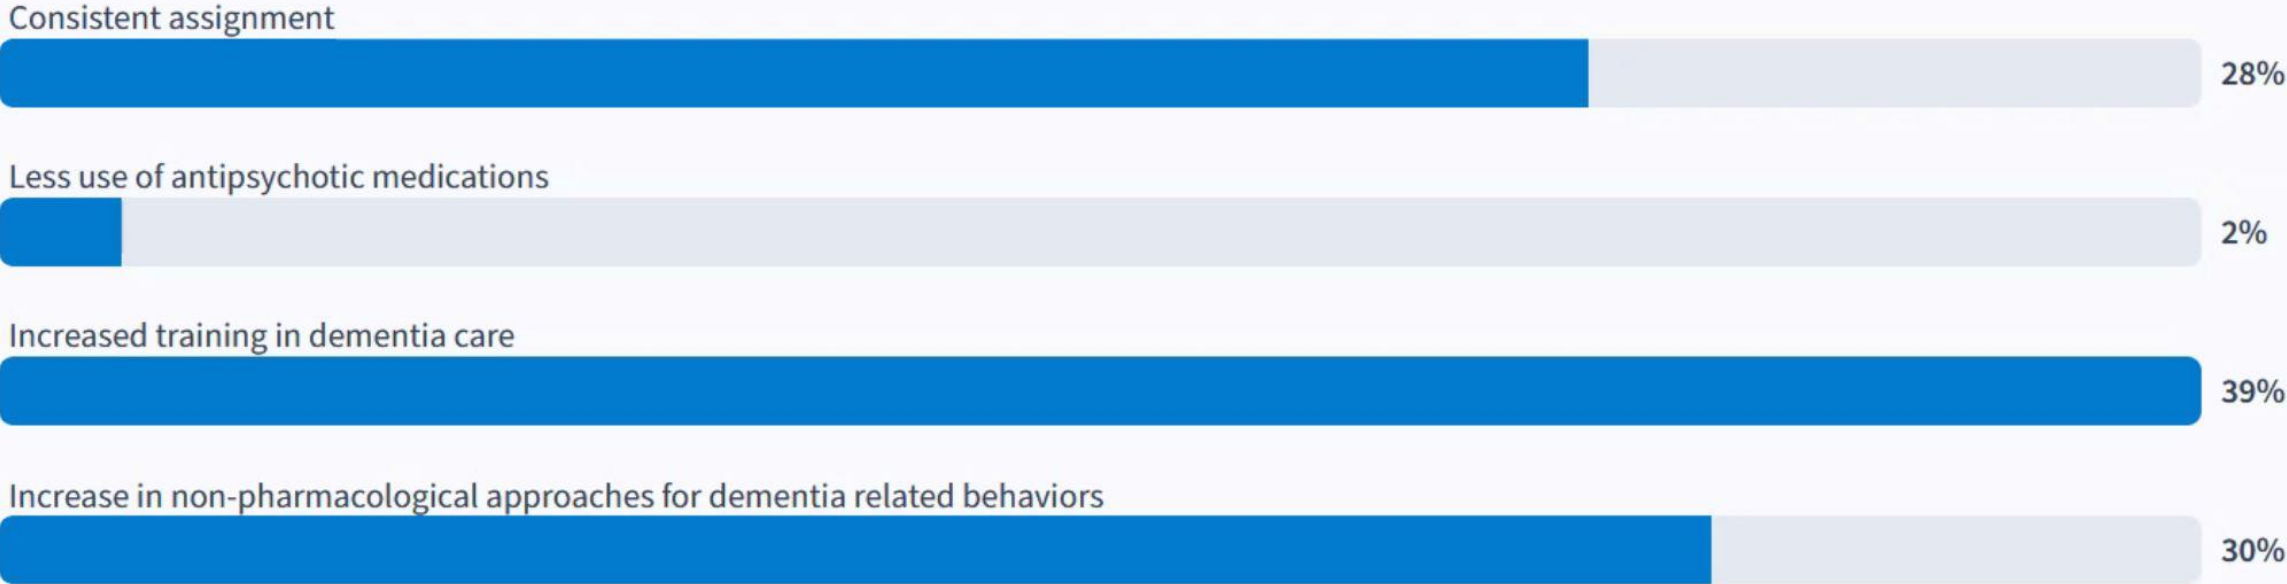 Consistent assignment
28%
Less use of antipsychotic medications
2%
Increased training in dementia care
39%
Increase in non-pharmacological approaches for dementia related behaviors
30%